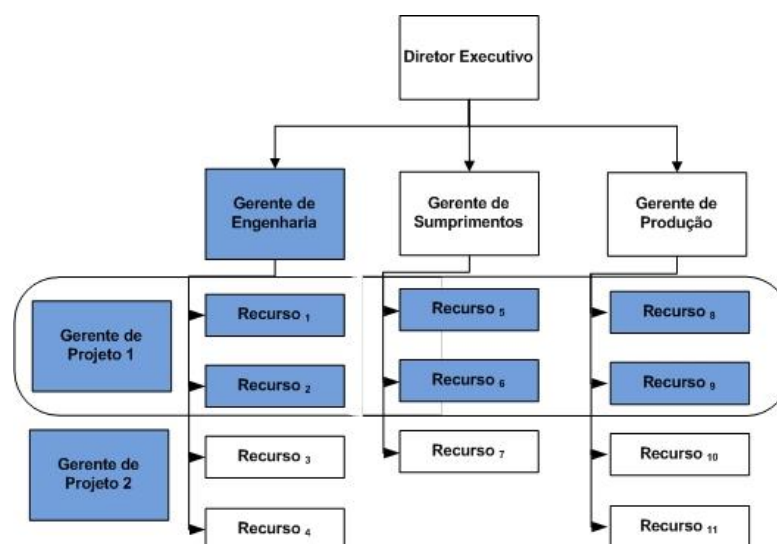 Diretor Executivo
Gerente de
Engenharia
Gerente de
Sumprimentos
Gerente de
Produção
Gerente de
Projeto 1
Recurso 1
Recurso 5
Recurso 8
Recurso 2
Recurso 6
Recurso 9
Gerente de
Projeto 2
Recurso 3
Recurso 7
Recurso 10
Recurso 4
Recurso 11